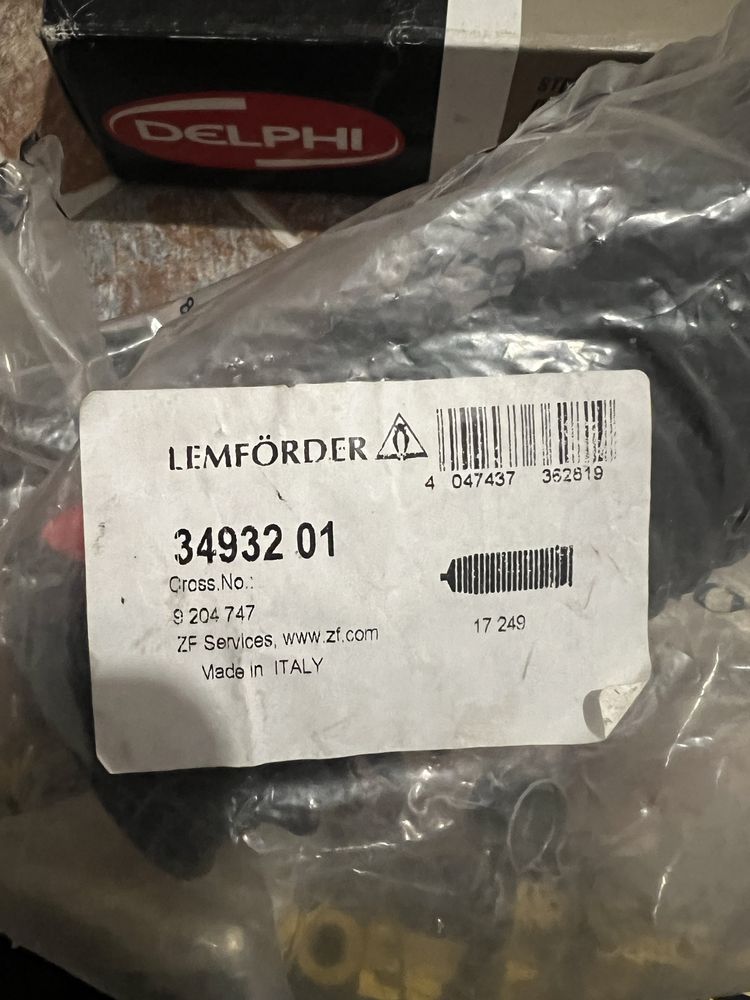 DELPHI
8
LEMFÖRDER
4 047437 362819
34932 01
Cross.No.:
9 204 747
17 249
ZF Services, www.zf.com
Made in ITALY